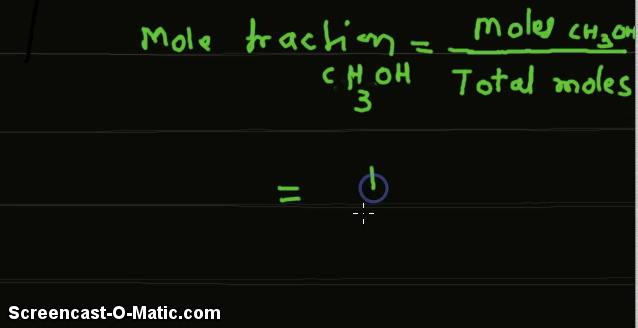 Mole fraction CH3OH = Moles CH3OH / Total moles
= 1
Screencast-O-Matic.com